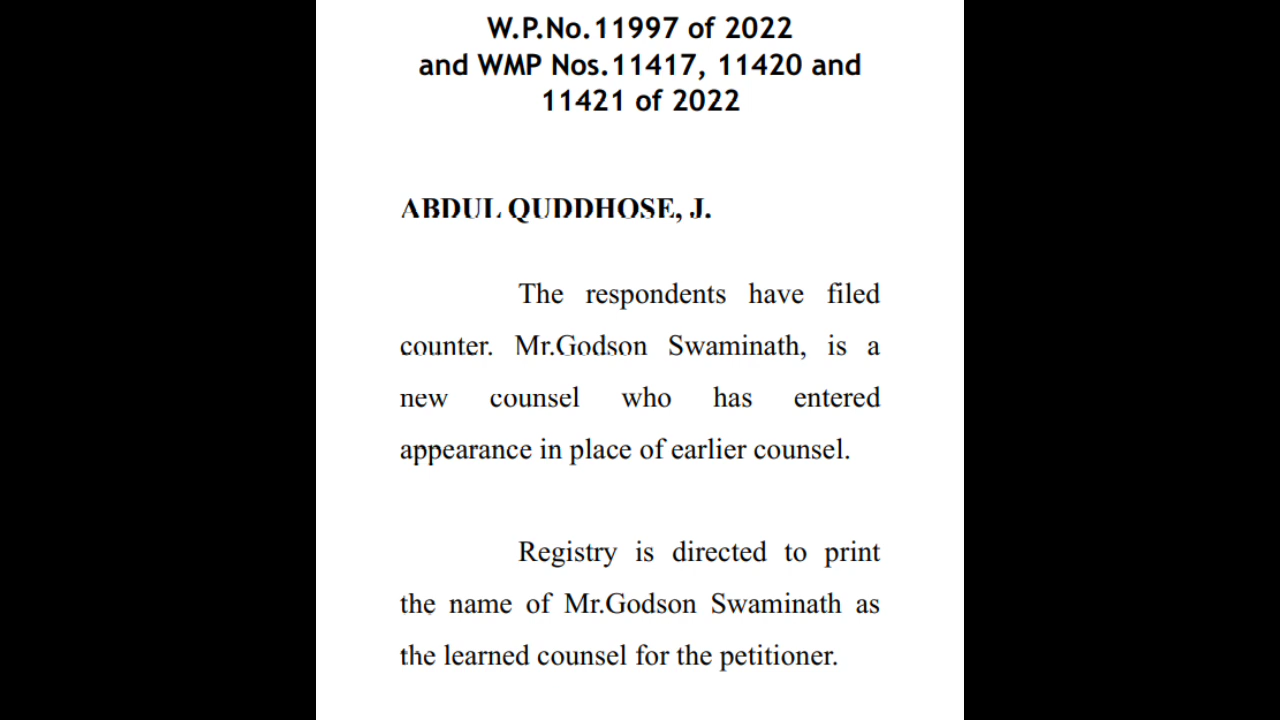 W.P.No.11997 of 2022
and WMP Nos.11417, 11420 and
11421 of 2022
ABDUL QUDDHOSE, J.
The respondents have filed
counter. Mr.Godson Swaminath, is a
new counsel who has entered
appearance in place of earlier counsel.
Registry is directed to print
the name of Mr.Godson Swaminath as
the learned counsel for the petitioner.